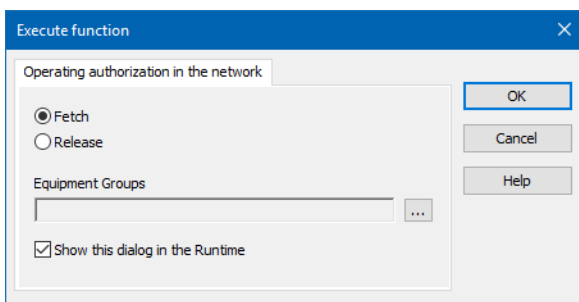 Execute function
Operating authorization in the network
Fetch
Release
Equipment Groups
...
Show this dialog in the Runtime
OK
Cancel
Help